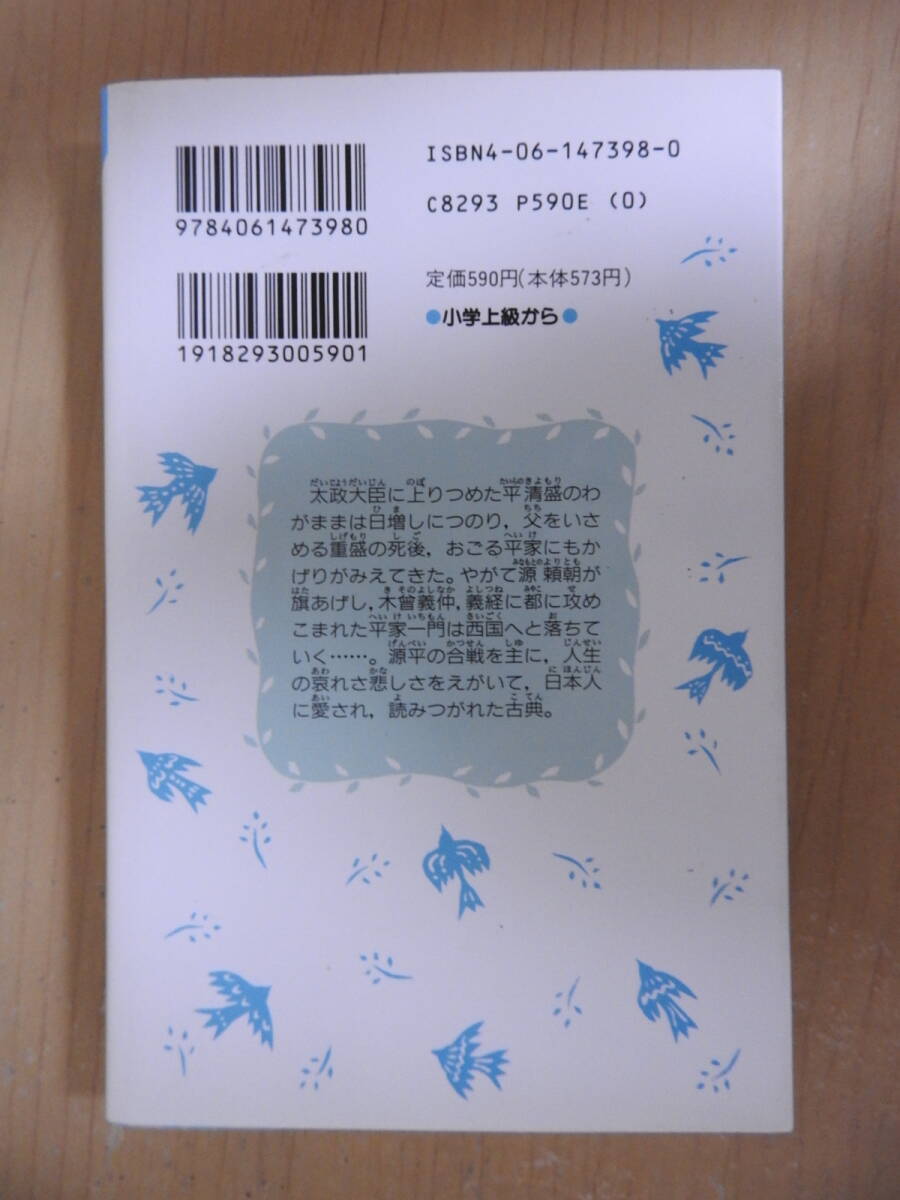 9784061473980
ISBN4-06-147398-0
C8293 P590E (0)
1918293005901
定価590円(本体573円)
●小学上級から●
太政大臣に上りつめた平清盛のわ
がままは日増しにつのり，父をいさ
める重盛の死後，おごる平家にもか
げりがみえてきた。やがて源頼朝が
旗あげし，木曾義仲，義経に都に攻め
こまれた平家一門は西国へと落ちて
いく……。源平の合戦を主に，人生
の哀れさ悲しさをえがいて，日本人
に愛され，読みつがれた古典。